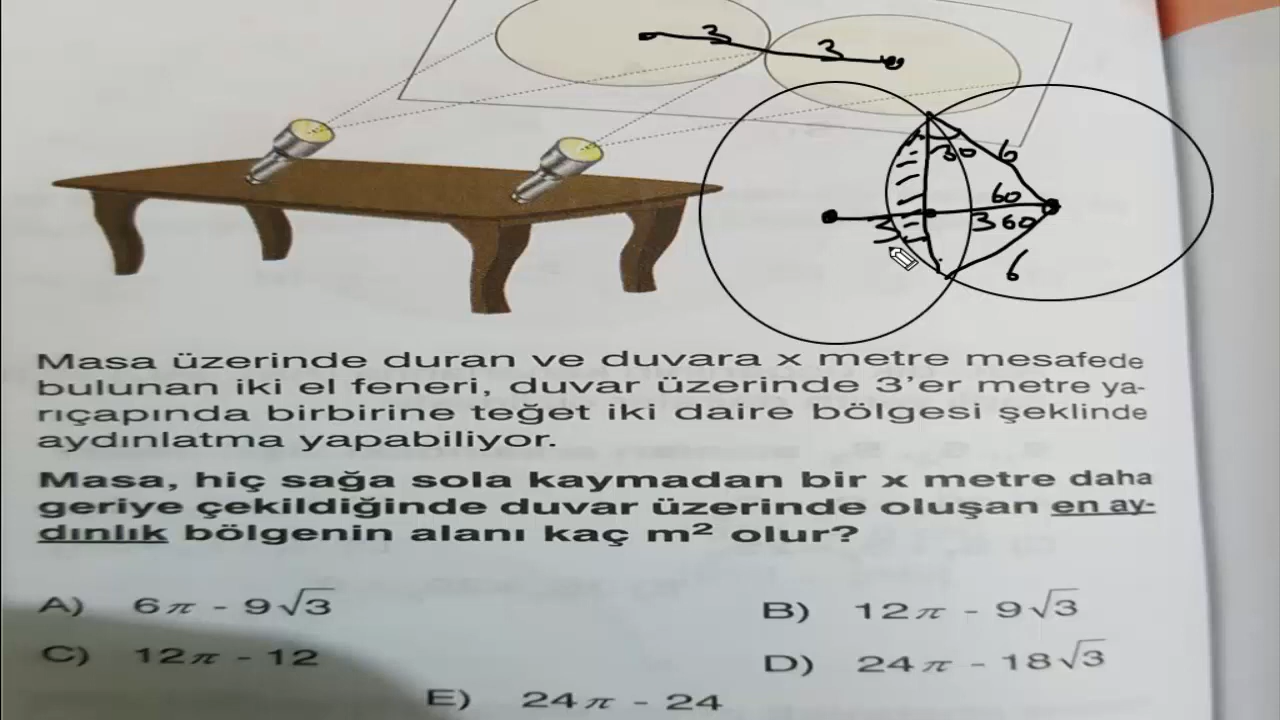 3 3
30 6
60
3 3 60
6
Masa üzerinde duran ve duvara x metre mesafede
bulunan iki el feneri, duvar üzerinde 3'er metre ya-
rıçapında birbirine teğet iki daire bölgesi şeklinde
aydınlatma yapabiliyor.
Masa, hiç sağa sola kaymadan bir x metre daha
geriye çekildiğinde duvar üzerinde oluşan en ay-
dınlık bölgenin alanı kaç m² olur?
A) 6π - 9√3 B) 12π - 9√3
C) 12π - 12 D) 24π - 18√3
E) 24π - 24